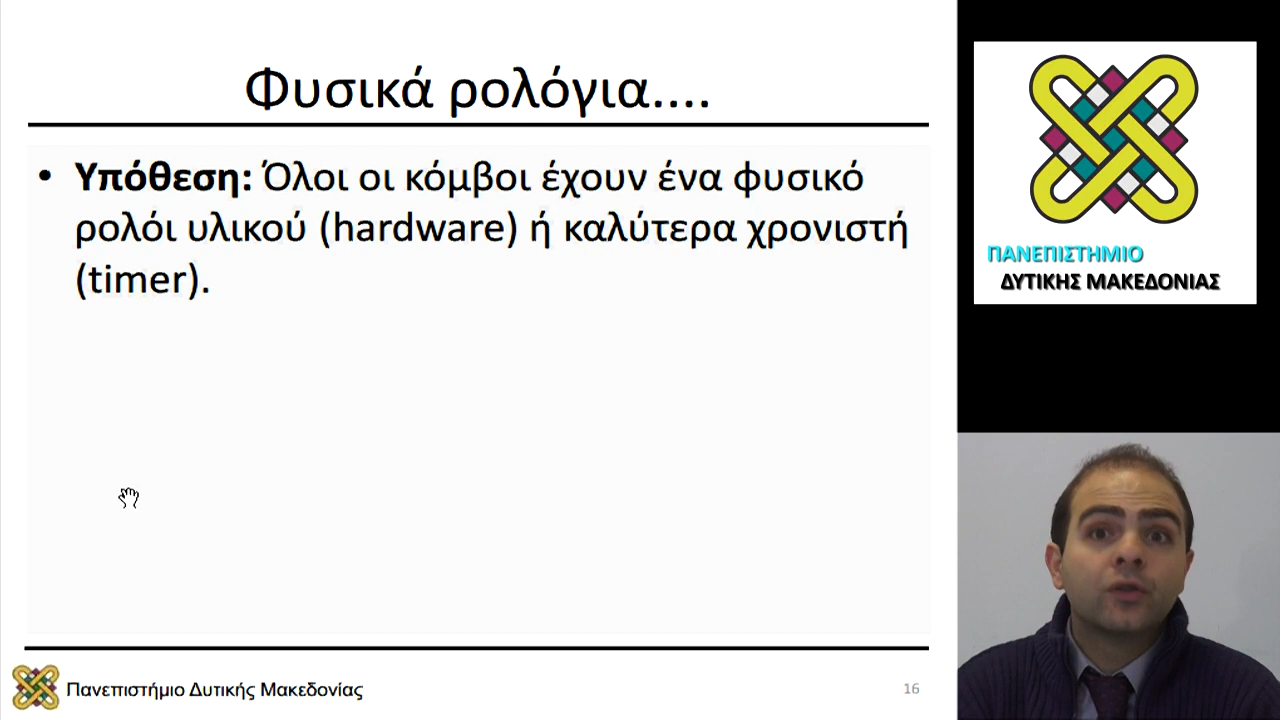 Φυσικά ρολόγια....
• Υπόθεση: Όλοι οι κόμβοι έχουν ένα φυσικό
ρολόι υλικού (hardware) ή καλύτερα χρονιστή
(timer).
Πανεπιστήμιο Δυτικής Μακεδονίας
16
ΠΑΝΕΠΙΣΤΗΜΙΟ
ΔΥΤΙΚΗΣ ΜΑΚΕΔΟΝΙΑΣ